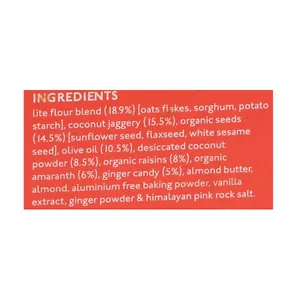 INGREDIENTS
lite flour blend (18.9%) [oats flakes, sorghum, potato
starch], coconut jaggery (15.5%), organic seeds
(14.5%) [sunflower seed, flaxseed, white sesame
seed], olive oil (10.5%), desiccated coconut
powder (8.5%), organic raisins (8%), organic
amaranth (6%), ginger candy (5%), almond butter,
almond, aluminium free baking powder, vanilla
extract, ginger powder & himalayan pink rock salt.